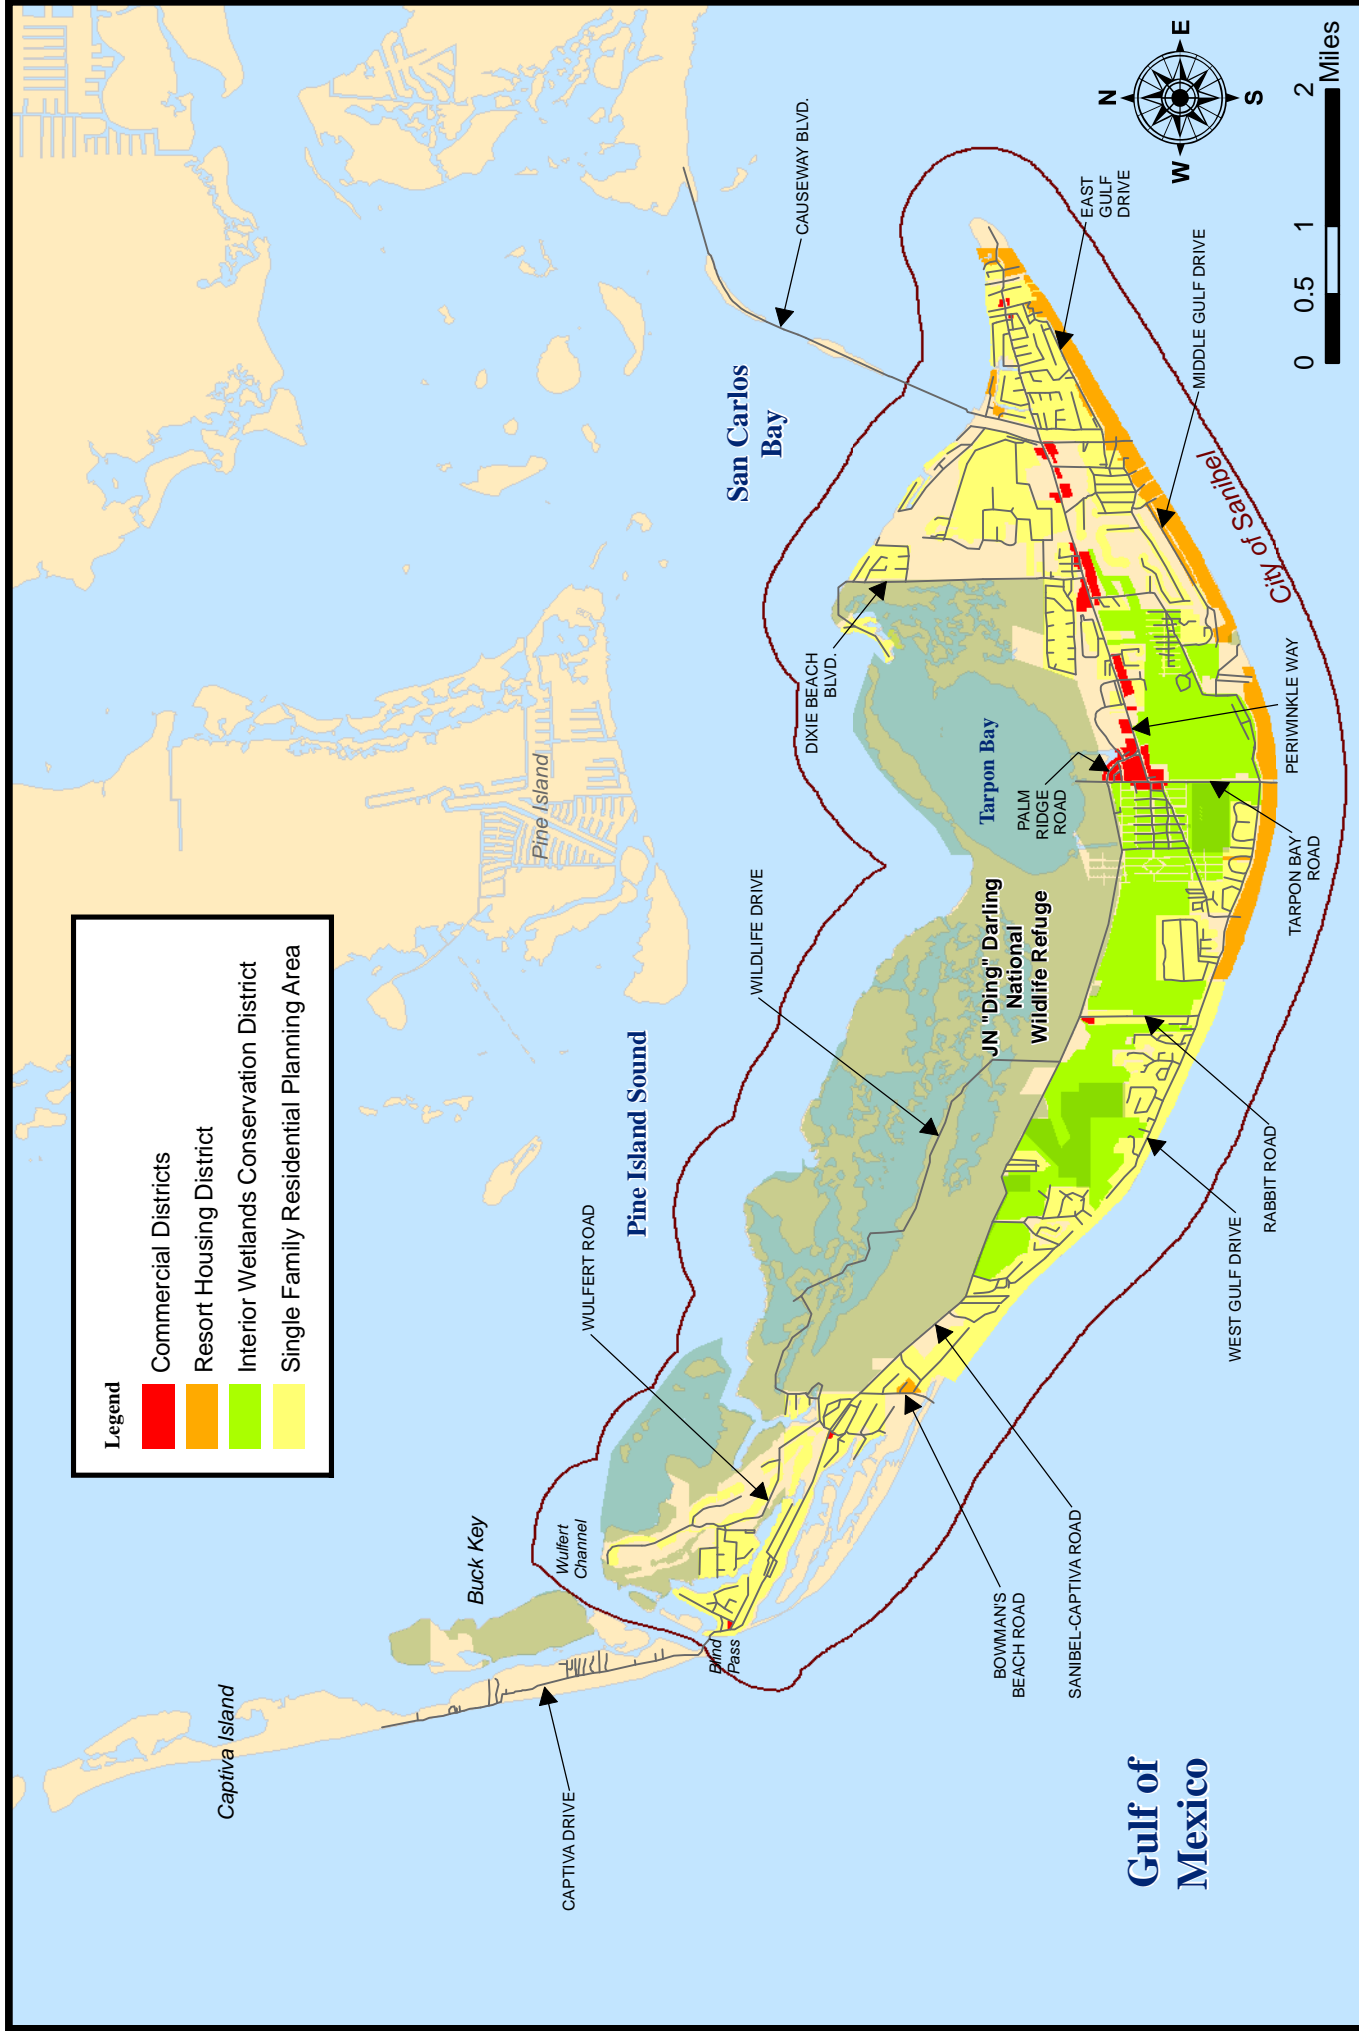 Legend
Commercial Districts
Resort Housing District
Interior Wetlands Conservation District
Single Family Residential Planning Area
Captiva Island
Buck Key
CAPTIVA DRIVE
Wulfert
Channel
Blind
Pass
WULFERT ROAD
Pine Island Sound
Pine Island
WILDLIFE DRIVE
DIXIE BEACH
BLVD.
San Carlos
Bay
CAUSEWAY BLVD.
Tarpon Bay
PALM
RIDGE
ROAD
JN "Ding" Darling
National
Wildlife Refuge
BOWMAN'S
BEACH ROAD
SANIBEL-CAPTIVA ROAD
WEST GULF DRIVE
RABBIT ROAD
TARPON BAY
ROAD
PERIWINKLE WAY
City of Sanibel
MIDDLE GULF DRIVE
EAST
GULF
DRIVE
Gulf of
Mexico
N
W
E
S
0 0.5 1 2
Miles